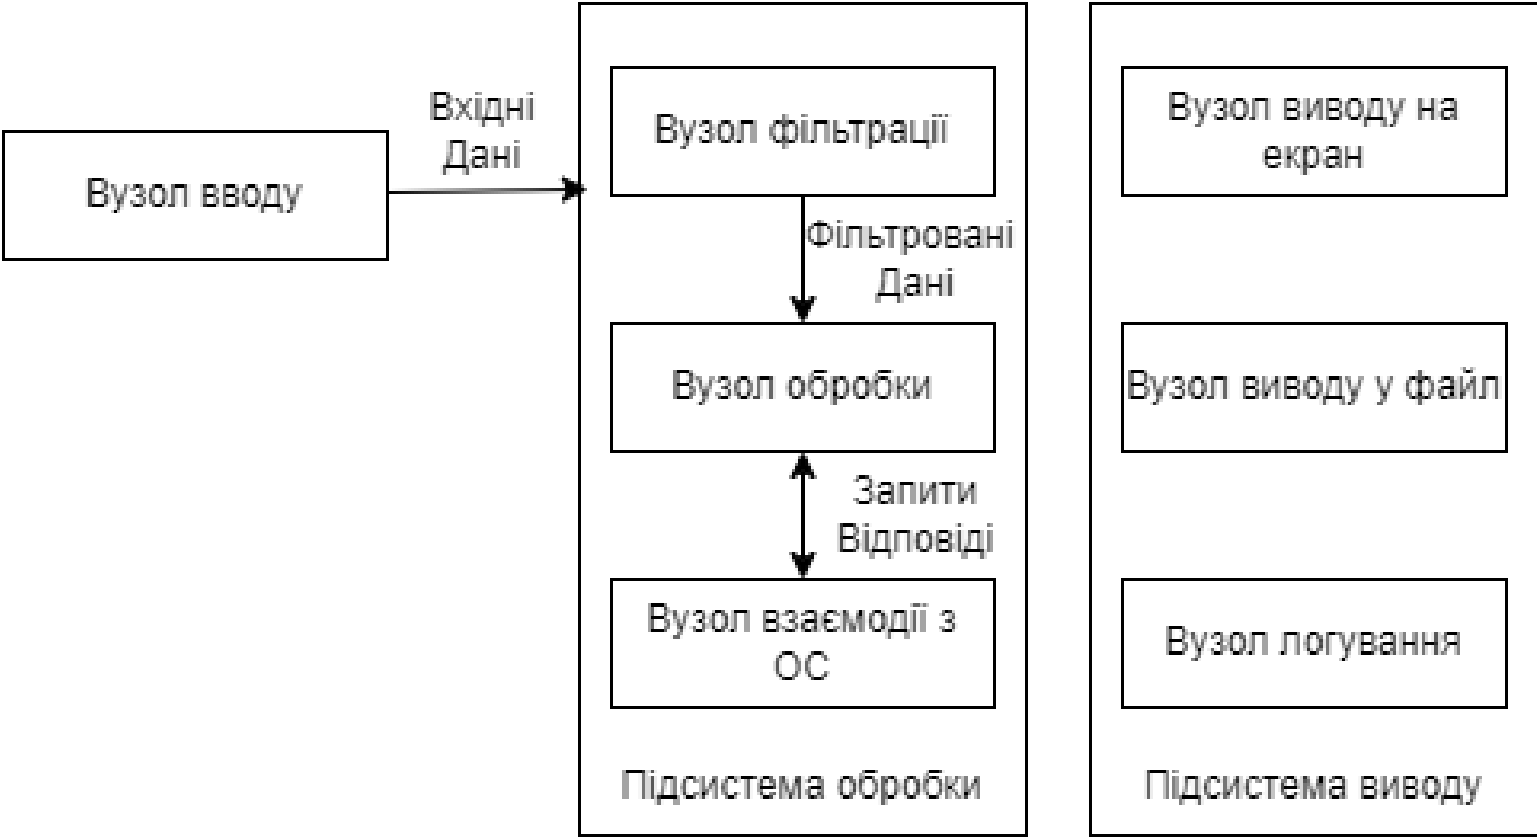 Вузол вводу
Вхідні
Дані
Вузол фільтрації
Фільтровані
Дані
Вузол обробки
Запити
Відповіді
Вузол взаємодії з
ОС
Підсистема обробки
Вузол виводу на
екран
Вузол виводу у файл
Вузол логування
Підсистема виводу